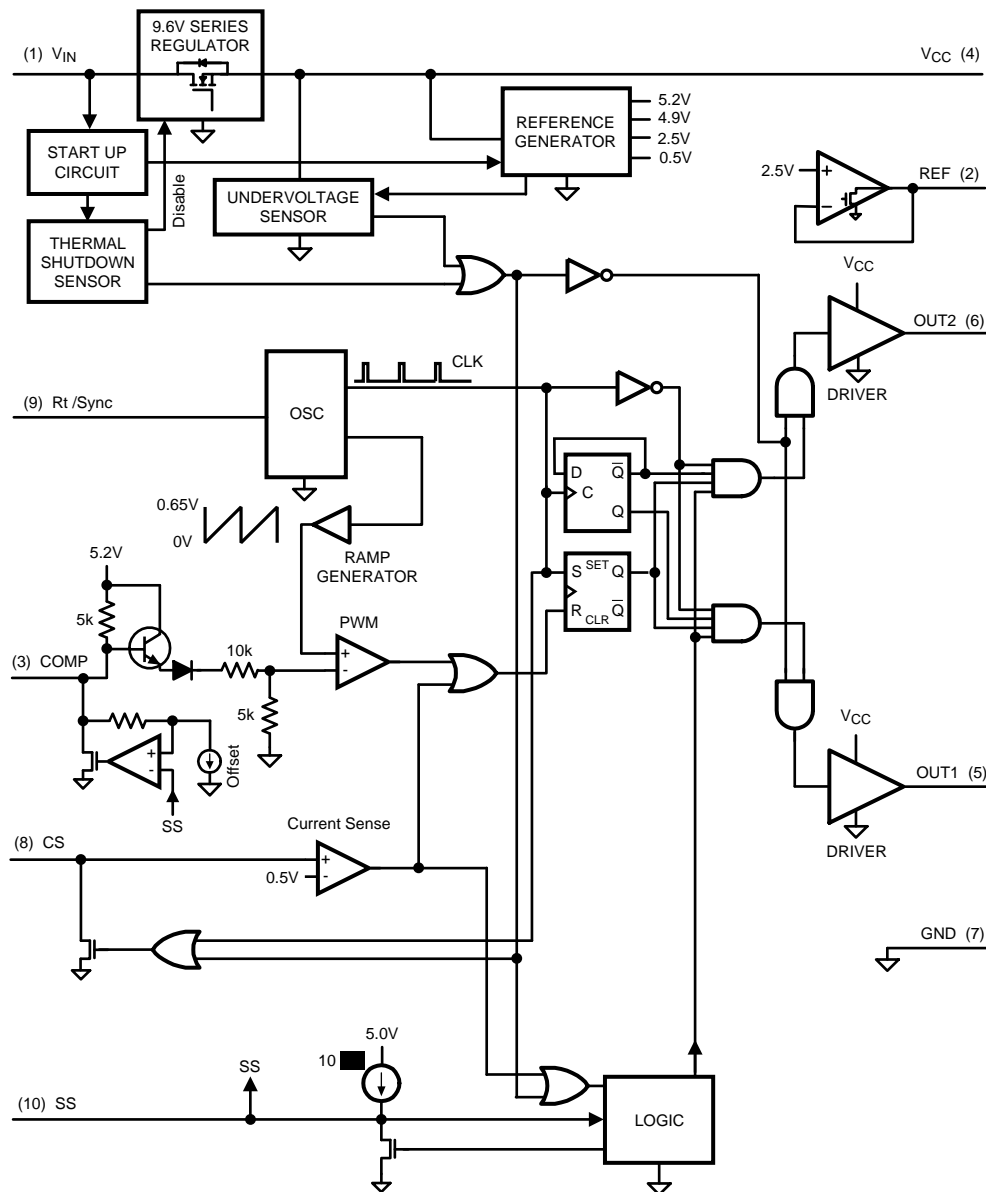 9.6V SERIES
REGULATOR
(1) VIN
VCC (4)
START UP
CIRCUIT
REFERENCE
GENERATOR
5.2V
4.9V
2.5V
0.5V
Disable
UNDERVOLTAGE
SENSOR
2.5V
+
−
REF (2)
THERMAL
SHUTDOWN
SENSOR
VCC
OUT2 (6)
DRIVER
CLK
OSC
(9) Rt /Sync
D
Q
C
Q
0.65V
0V
RAMP
GENERATOR
5.2V
5k
S
SET
Q
R
CLR
Q
PWM
+
-
(3) COMP
10k
5k
+
-
Offset
SS
VCC
OUT1 (5)
DRIVER
Current Sense
(8) CS
+
0.5V
-
GND (7)
5.0V
10
SS
(10) SS
LOGIC